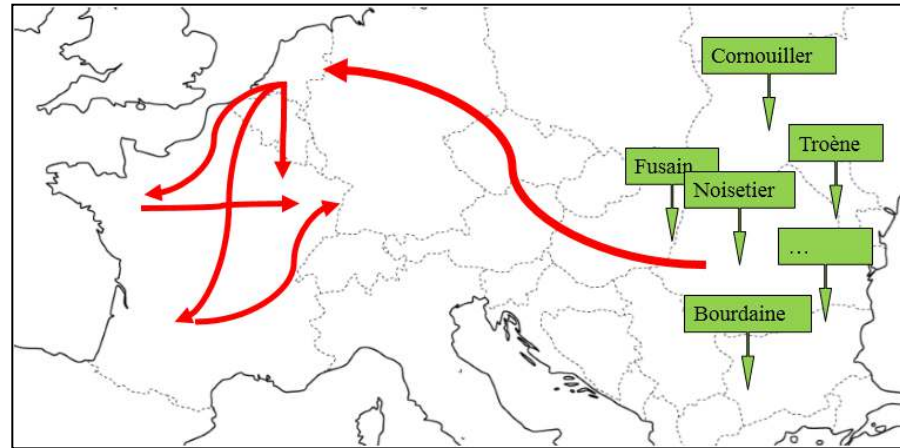 Cornouiller
Troène
Fusain
Noisetier
...
Bourdaine